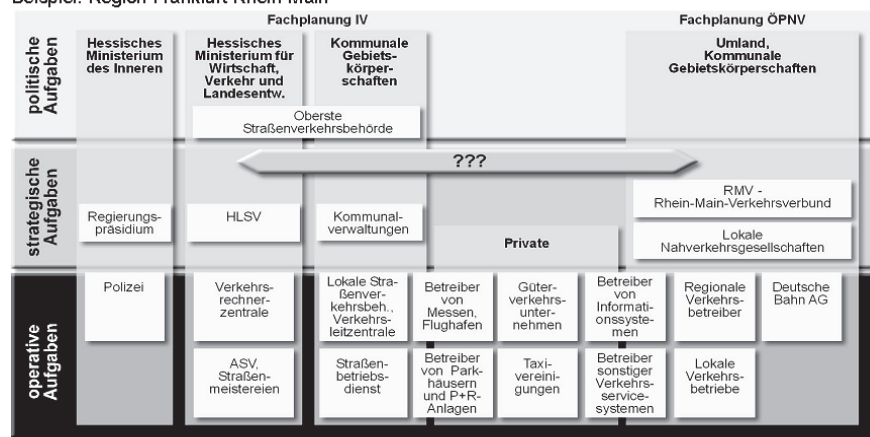 Beispiel: Region Frankfurt Rhein-Main
Fachplanung IV
Fachplanung ÖPNV
politische
Aufgaben
Hessisches
Ministerium
des Inneren
Hessisches
Ministerium für
Wirtschaft,
Verkehr und
Landesentw.
Kommunale
Gebiets-
körper-
schaften
Umland,
Kommunale
Gebietskörperschaften
Oberste
Straßenverkehrsbehörde
???
strategische
Aufgaben
Regierungs-
präsidium
HLSV
Kommunal-
verwaltungen
Private
RMV -
Rhein-Main-Verkehrsverbund
Lokale
Nahverkehrsgesellschaften
operative
Aufgaben
Polizei
Verkehrs-
rechner-
zentrale
Lokale Stra-
ßenver-
kehrsbeh.,
Verkehrs-
leitzentrale
Betreiber
von
Messen,
Flughafen
Güter-
verkehrs-
unter-
nehmen
Betreiber
von
Informati-
onssyste-
men
Regionale
Verkehrs-
betreiber
Deutsche
Bahn AG
ASV,
Straßen-
meistereien
Straßen-
betriebs-
dienst
Betreiber
von Park-
häusern
und P+R-
Anlagen
Taxi-
vereini-
gungen
Betreiber
sonstiger
Verkehrs-
service-
systemen
Lokale
Verkehrs-
betriebe